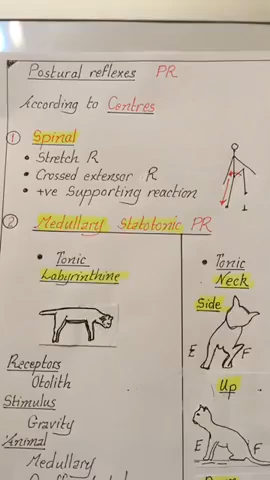 Postural reflexes PR
According to Centres
① Spinal
• Stretch R
• Crossed extensor R
• +ve Supporting reaction
② Medullary Statotonic PR
• Tonic
Labyrinthine
Receptors
Otolith
Stimulus
Gravity
Animal
Medullary
• Tonic
Neck
Side
E F
Up
E F